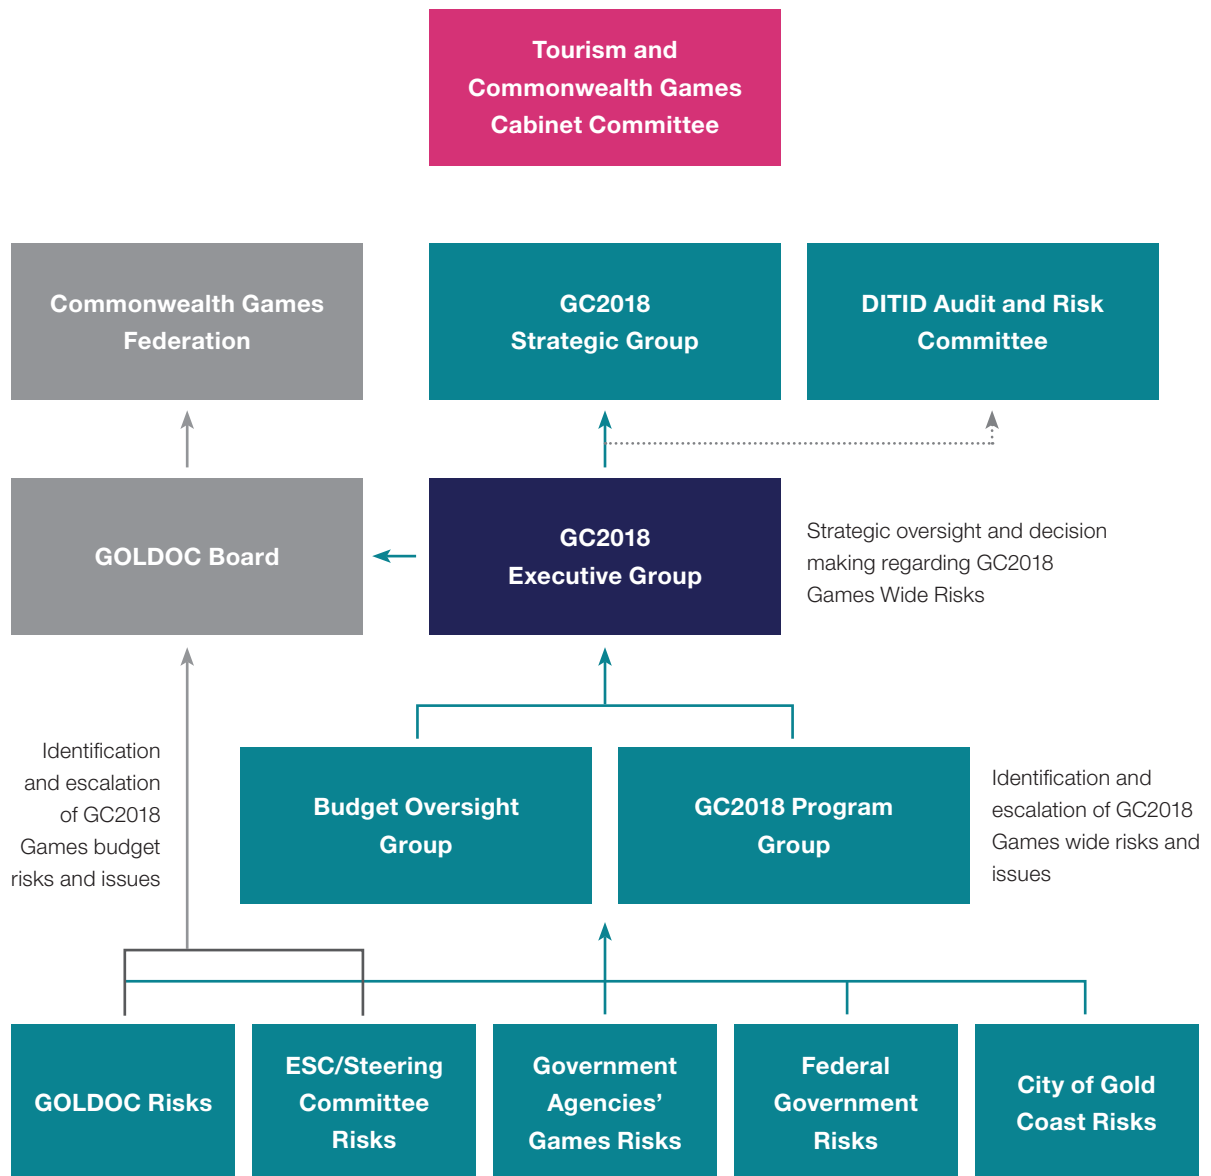 Tourism and
Commonwealth Games
Cabinet Committee
Commonwealth Games
Federation
GC2018
Strategic Group
DITID Audit and Risk
Committee
GOLDOC Board
GC2018
Executive Group
Strategic oversight and decision
making regarding GC2018
Games Wide Risks
Identification
and escalation
of GC2018
Games budget
risks and issues
Budget Oversight
Group
GC2018 Program
Group
Identification and
escalation of GC2018
Games wide risks and
issues
GOLDOC Risks
ESC/Steering
Committee
Risks
Government
Agencies’
Games Risks
Federal
Government
Risks
City of Gold
Coast Risks